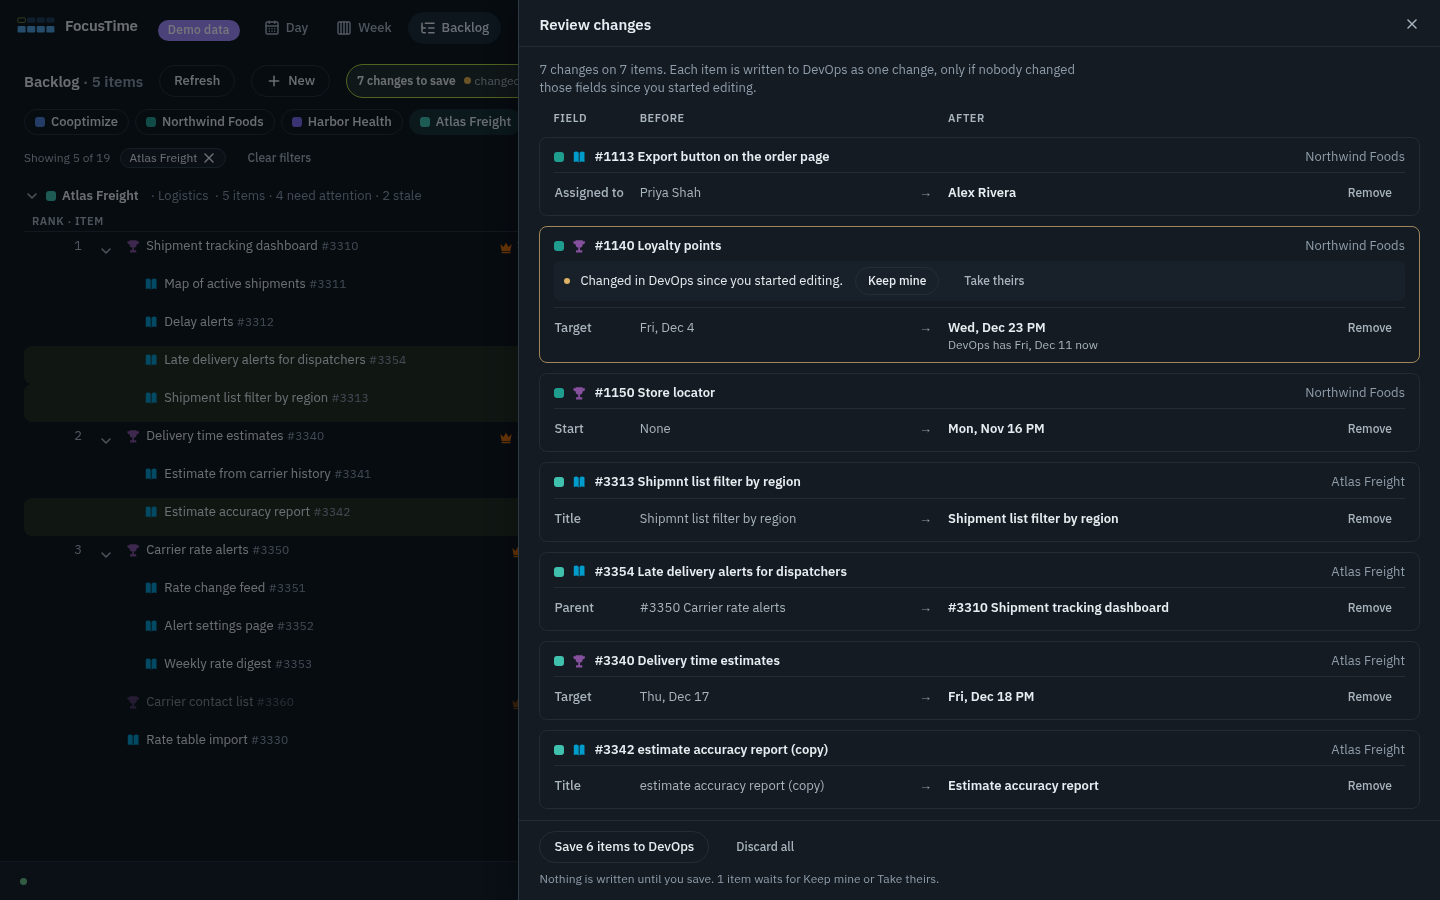 FocusTime
Demo data
Day
Week
Backlog
Backlog · 5 items
Refresh
New
7 changes to save
changed
Cooptimize
Northwind Foods
Harbor Health
Atlas Freight
Showing 5 of 19
Atlas Freight
Clear filters
Atlas Freight · Logistics · 5 items · 4 need attention · 2 stale
RANK · ITEM
1 Shipment tracking dashboard #3310
Map of active shipments #3311
Delay alerts #3312
Late delivery alerts for dispatchers #3354
Shipment list filter by region #3313
2 Delivery time estimates #3340
Estimate from carrier history #3341
Estimate accuracy report #3342
3 Carrier rate alerts #3350
Rate change feed #3351
Alert settings page #3352
Weekly rate digest #3353
Carrier contact list #3360
Rate table import #3330
Review changes
7 changes on 7 items. Each item is written to DevOps as one change, only if nobody changed
those fields since you started editing.
FIELD BEFORE AFTER
#1113 Export button on the order page Northwind Foods
Assigned to Priya Shah → Alex Rivera Remove
#1140 Loyalty points Northwind Foods
Changed in DevOps since you started editing. Keep mine Take theirs
Target Fri, Dec 4 → Wed, Dec 23 PM Remove
DevOps has Fri, Dec 11 now
#1150 Store locator Northwind Foods
Start None → Mon, Nov 16 PM Remove
#3313 Shipmnt list filter by region Atlas Freight
Title Shipmnt list filter by region → Shipment list filter by region Remove
#3354 Late delivery alerts for dispatchers Atlas Freight
Parent #3350 Carrier rate alerts → #3310 Shipment tracking dashboard Remove
#3340 Delivery time estimates Atlas Freight
Target Thu, Dec 17 → Fri, Dec 18 PM Remove
#3342 estimate accuracy report (copy) Atlas Freight
Title estimate accuracy report (copy) → Estimate accuracy report Remove
Save 6 items to DevOps
Discard all
Nothing is written until you save. 1 item waits for Keep mine or Take theirs.